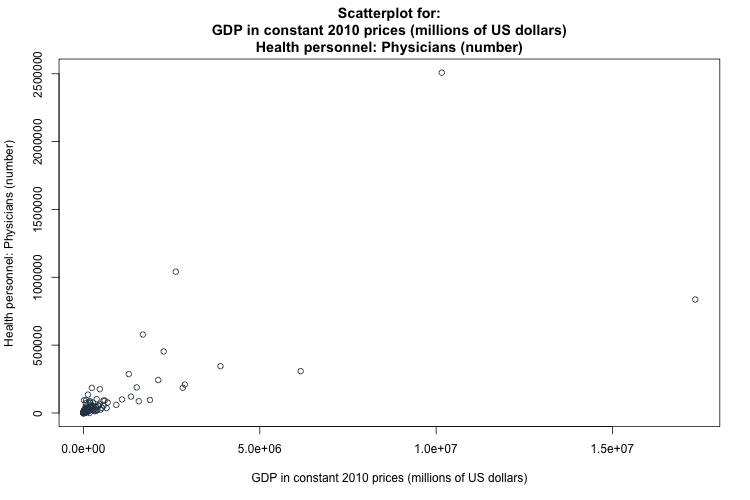 Scatterplot for:
GDP in constant 2010 prices (millions of US dollars)
Health personnel: Physicians (number)
Health personnel: Physicians (number)
2500000
2000000
1500000
1000000
500000
0
0.0e+00 5.0e+06 1.0e+07 1.5e+07
GDP in constant 2010 prices (millions of US dollars)